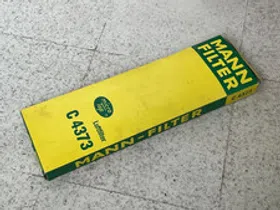 MANN
FILTER
C 4373
Luftfilter
C 4373
MANN-FILTER